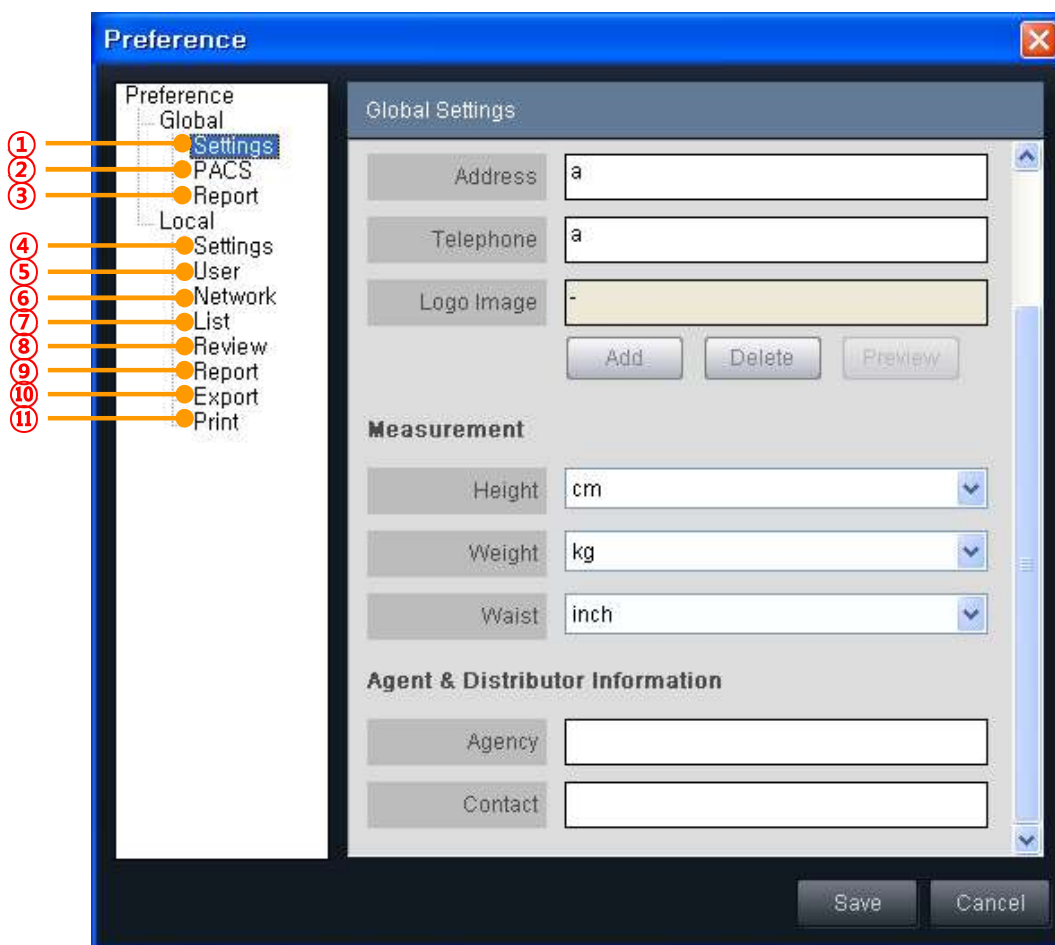 Preference
Preference
Global
① Settings
② PACS
③ Report
Local
④ Settings
⑤ User
⑥ Network
⑦ List
⑧ Review
⑨ Report
⑩ Export
⑪ Print
Global Settings
Address a
Telephone a
Logo Image -
Add Delete Preview
Measurement
Height cm
Weight kg
Waist inch
Agent & Distributor Information
Agency
Contact
Save Cancel